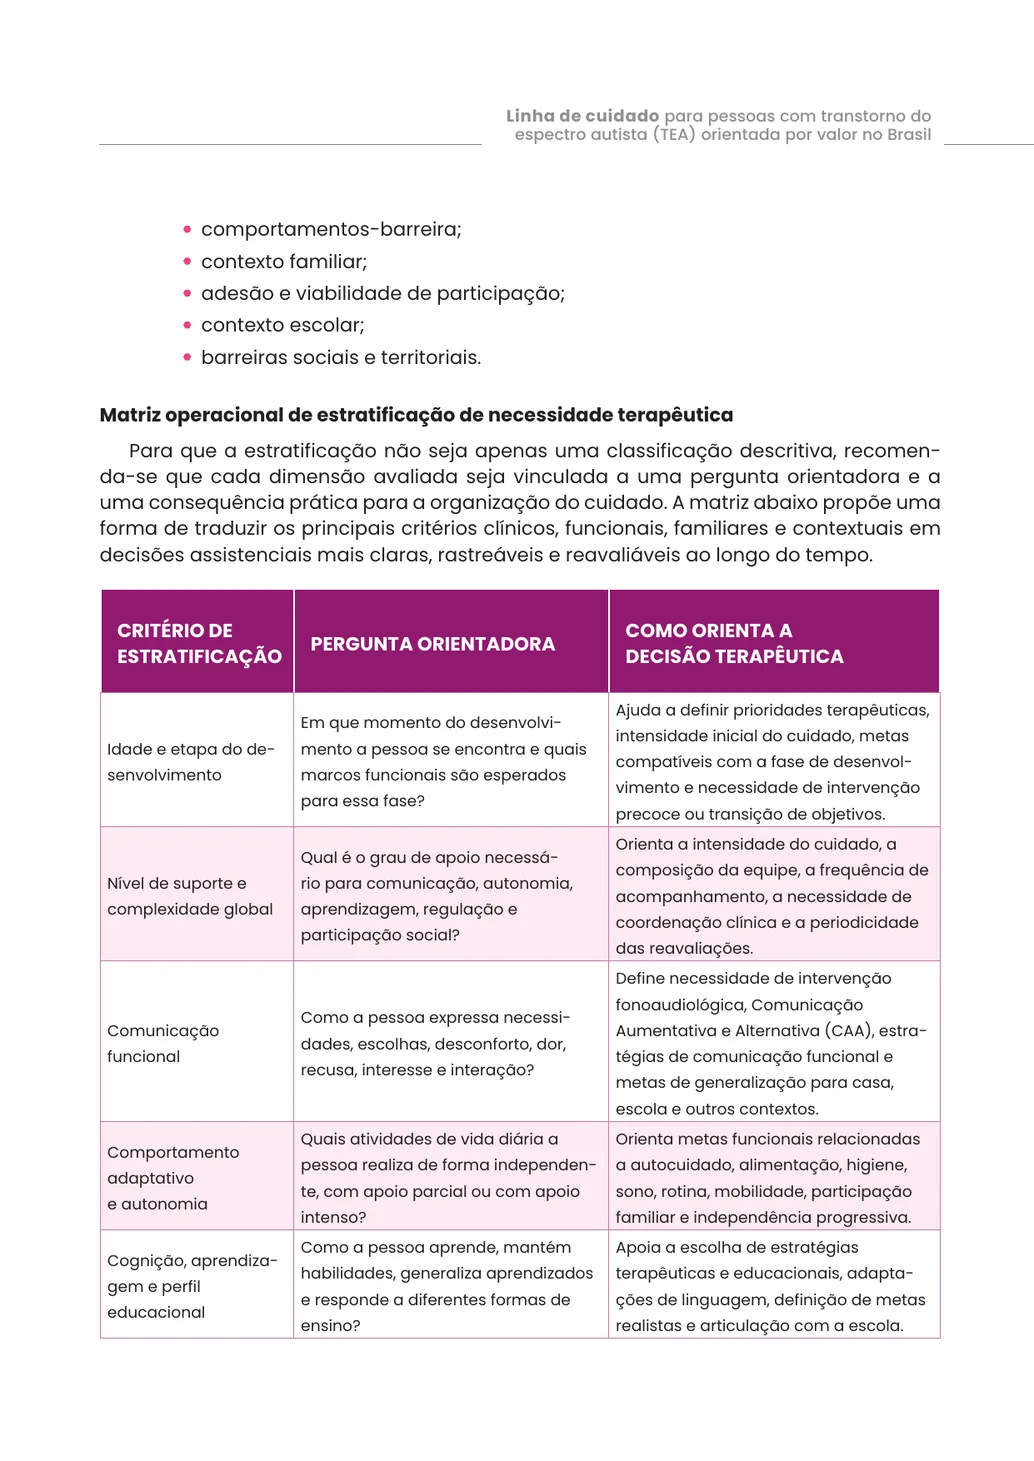 Linha de cuidado para pessoas com transtorno do
espectro autista (TEA) orientada por valor no Brasil
comportamentos-barreira;
contexto familiar;
adesão e viabilidade de participação;
contexto escolar;
barreiras sociais e territoriais.
Matriz operacional de estratificação de necessidade terapêutica
Para que a estratificação não seja apenas uma classificação descritiva, recomen-
da-se que cada dimensão avaliada seja vinculada a uma pergunta orientadora e a
uma consequência prática para a organização do cuidado. A matriz abaixo propõe uma
forma de traduzir os principais critérios clínicos, funcionais, familiares e contextuais em
decisões assistenciais mais claras, rastreáveis e reavaliáveis ao longo do tempo.
CRITÉRIO DE
ESTRATIFICAÇÃO
PERGUNTA ORIENTADORA
COMO ORIENTA A
DECISÃO TERAPÊUTICA
Idade e etapa do de-
senvolvimento
Em que momento do desenvolvi-
mento a pessoa se encontra e quais
marcos funcionais são esperados
para essa fase?
Ajuda a definir prioridades terapêuticas,
intensidade inicial do cuidado, metas
compatíveis com a fase de desenvol-
vimento e necessidade de intervenção
precoce ou transição de objetivos.
Nível de suporte e
complexidade global
Qual é o grau de apoio necessá-
rio para comunicação, autonomia,
aprendizagem, regulação e
participação social?
Orienta a intensidade do cuidado, a
composição da equipe, a frequência de
acompanhamento, a necessidade de
coordenação clínica e a periodicidade
das reavaliações.
Comunicação
funcional
Como a pessoa expressa necessi-
dades, escolhas, desconforto, dor,
recusa, interesse e interação?
Define necessidade de intervenção
fonoaudiológica, Comunicação
Aumentativa e Alternativa (CAA), estra-
tégias de comunicação funcional e
metas de generalização para casa,
escola e outros contextos.
Comportamento
adaptativo
e autonomia
Quais atividades de vida diária a
pessoa realiza de forma independen-
te, com apoio parcial ou com apoio
intenso?
Orienta metas funcionais relacionadas
a autocuidado, alimentação, higiene,
sono, rotina, mobilidade, participação
familiar e independência progressiva.
Cognição, aprendiza-
gem e perfil
educacional
Como a pessoa aprende, mantém
habilidades, generaliza aprendizados
e responde a diferentes formas de
ensino?
Apoia a escolha de estratégias
terapêuticas e educacionais, adapta-
ções de linguagem, definição de metas
realistas e articulação com a escola.